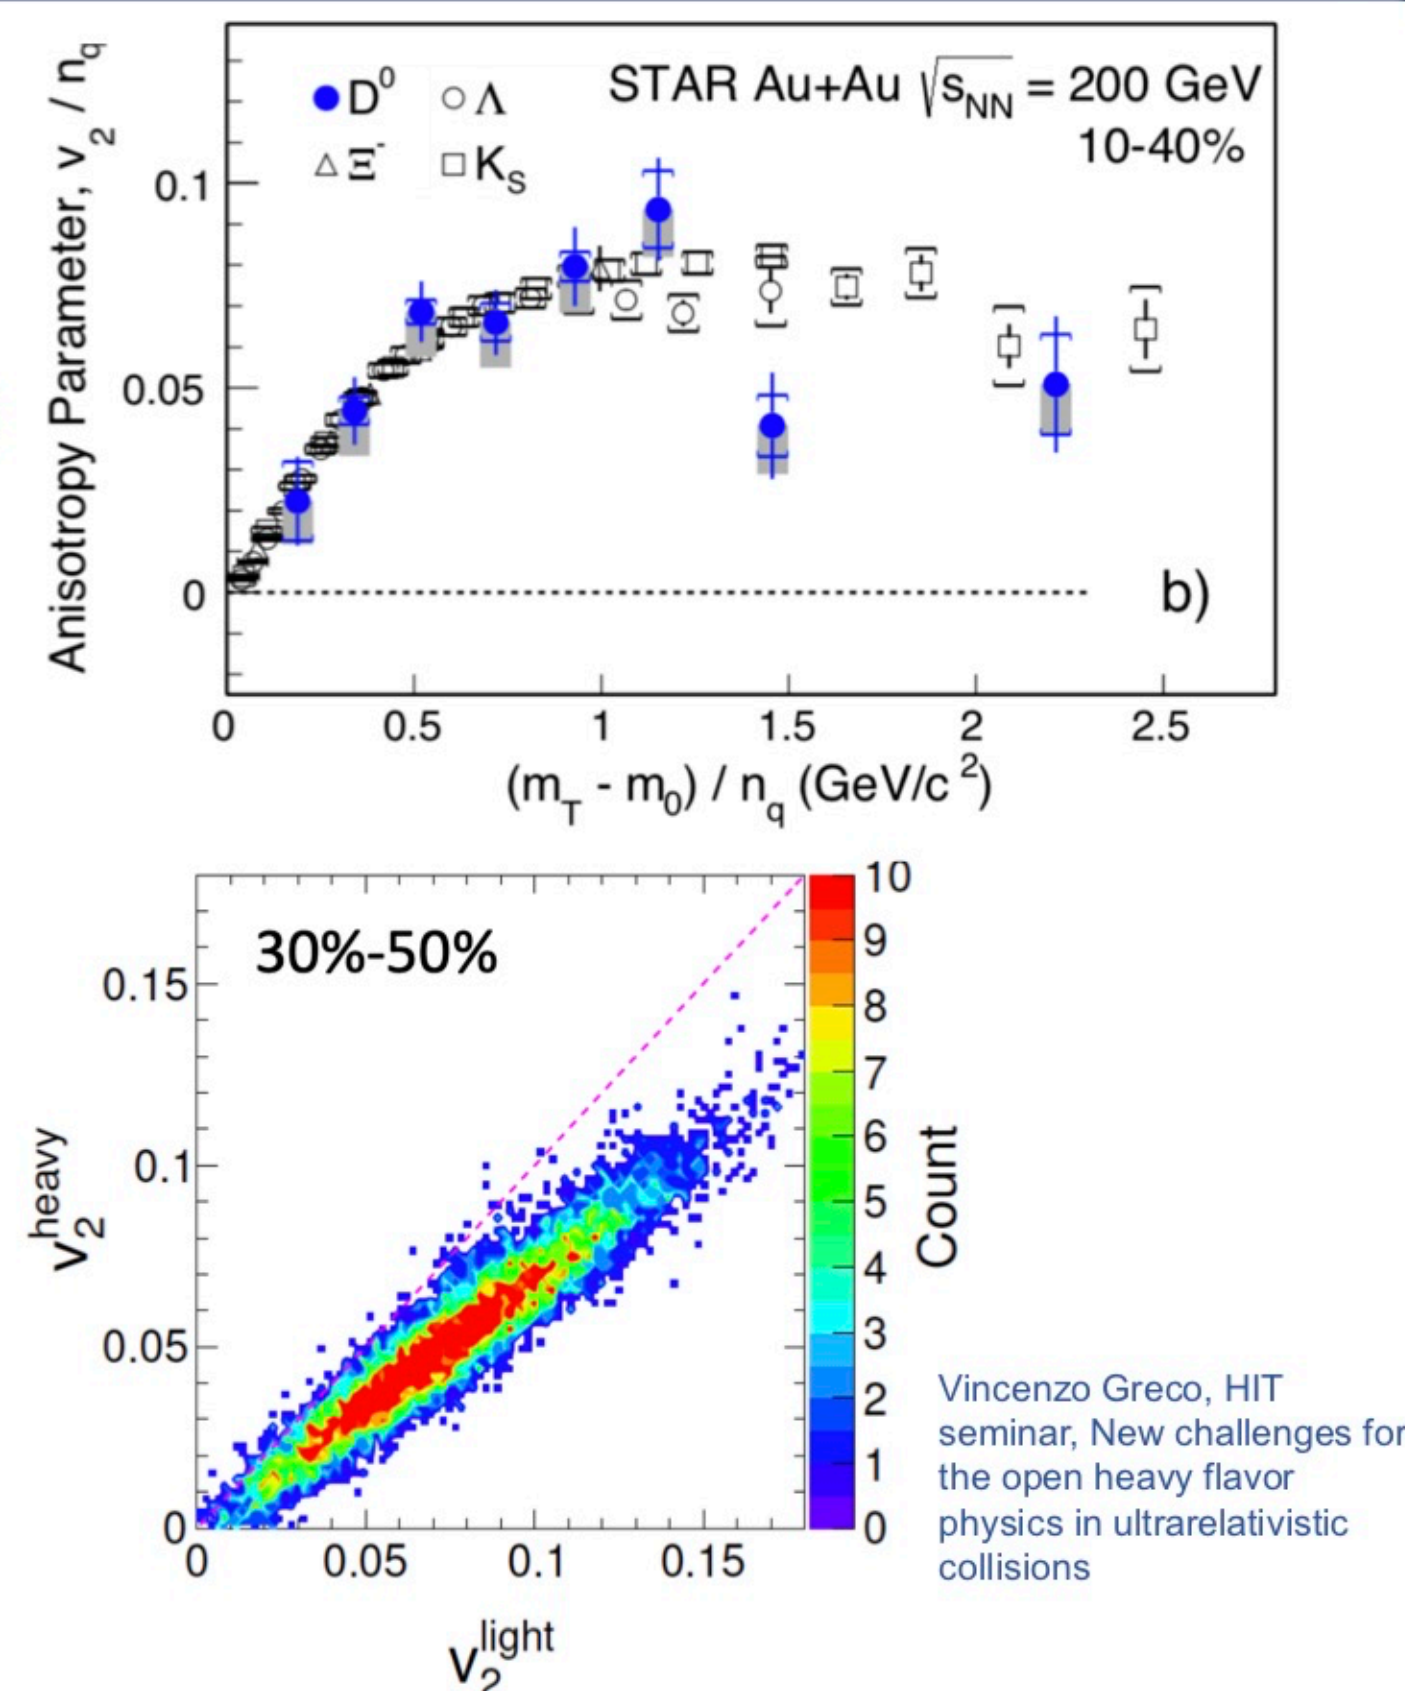 Anisotropy Parameter, v₂ / n_q
D⁰ Λ
Ξ⁻ K_S
STAR Au+Au √s_NN = 200 GeV
10-40%
0.1
0.05
0
b)
0 0.5 1 1.5 2 2.5
(m_T - m₀) / n_q (GeV/c²)
30%-50%
v₂^heavy
0.15
0.1
0.05
0
0 0.05 0.1 0.15
v₂^light
10
9
8
7
6
5
4
3
2
1
0
Count
Vincenzo Greco, HIT
seminar, New challenges for
the open heavy flavor
physics in ultrarelativistic
collisions